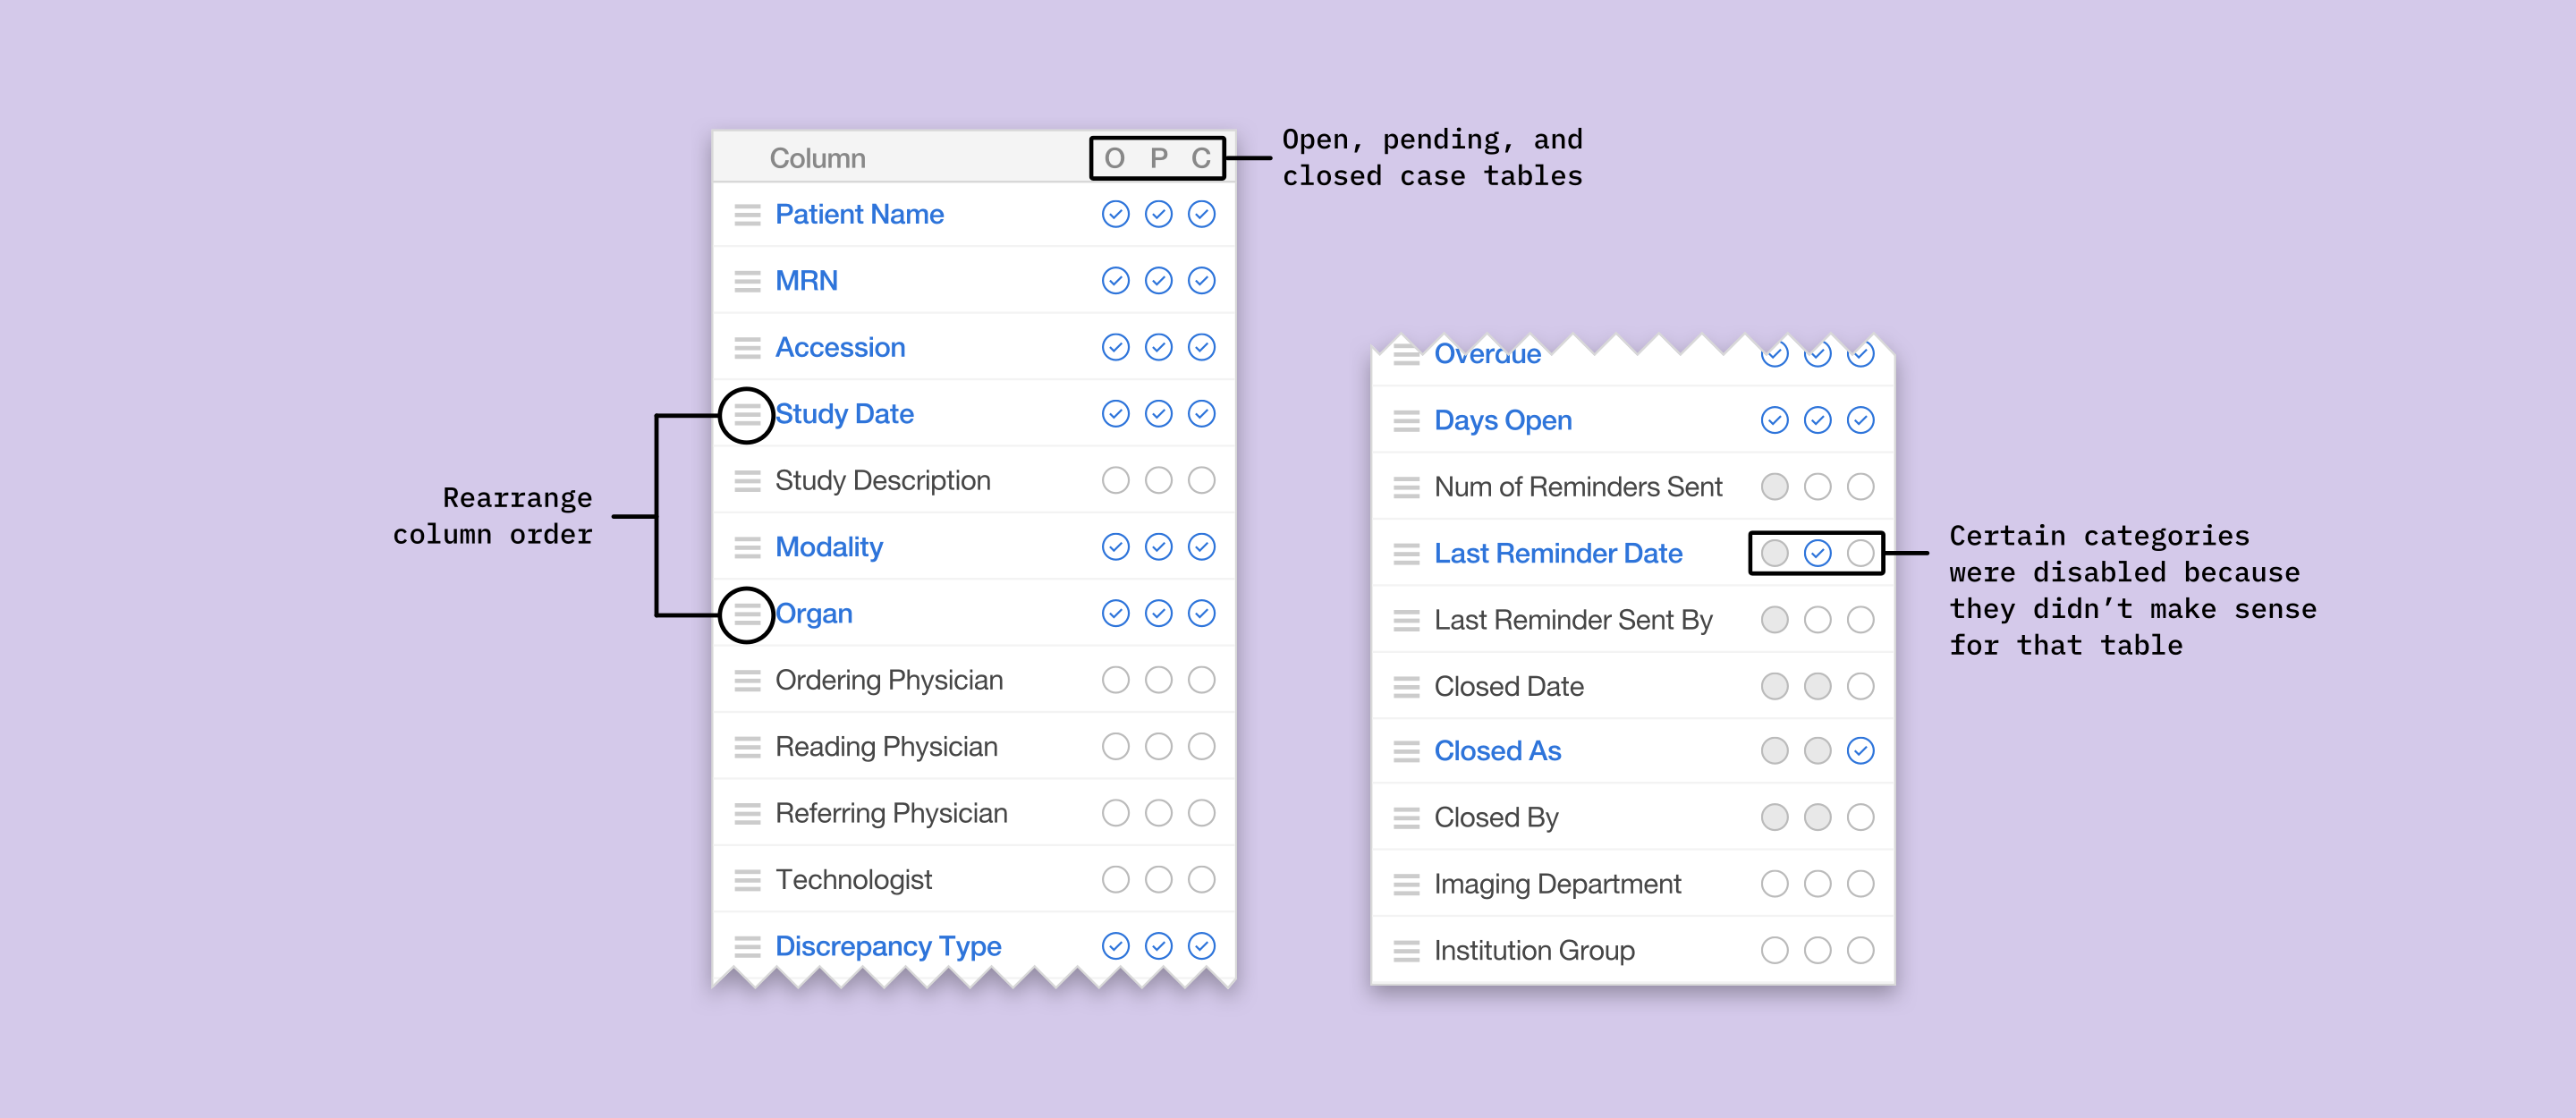 Column O P C
Patient Name
MRN
Accession
Study Date
Study Description
Modality
Organ
Ordering Physician
Reading Physician
Referring Physician
Technologist
Discrepancy Type
Rearrange
column order
Open, pending, and
closed case tables
Overdue
Days Open
Num of Reminders Sent
Last Reminder Date
Last Reminder Sent By
Closed Date
Closed As
Closed By
Imaging Department
Institution Group
Certain categories
were disabled because
they didn’t make sense
for that table